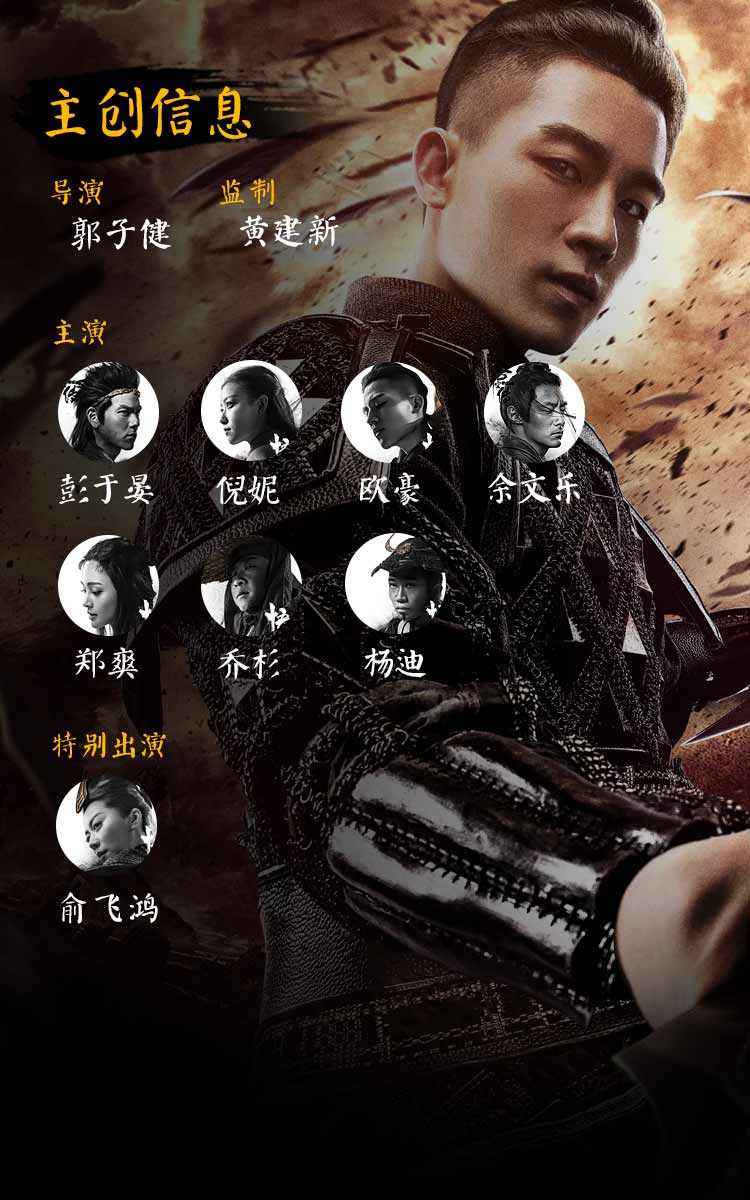 主创信息
导演 监制
郭子健 黄建新
主演
彭于晏 倪妮 欧豪 余文乐
郑爽 乔杉 杨迪
特别出演
俞飞鸿